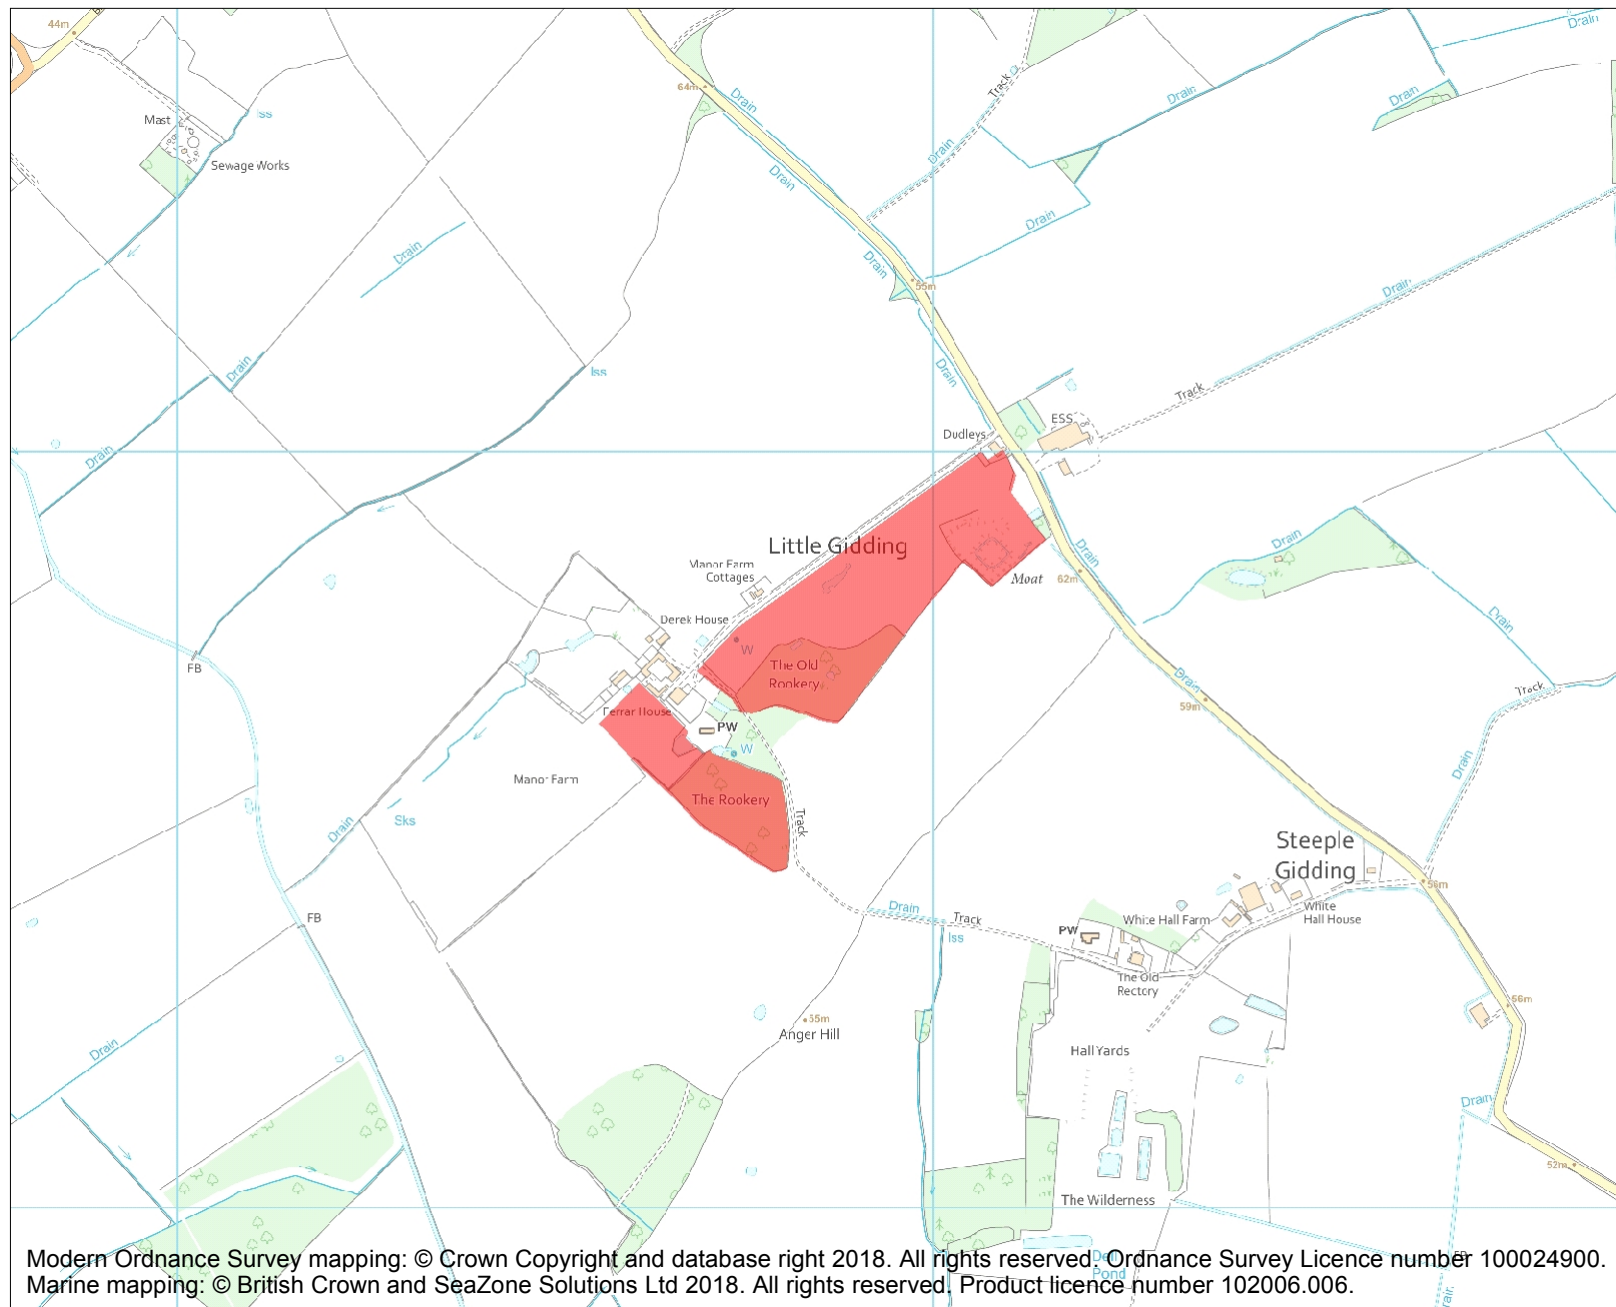 44m
Drain
64m
Drain
Track
Drain
Drain
Mast
Iss
Sewage Works
Drain
Drain
Drain
Drain
Drain
Drain
55m
Drain
Drain
Drain
Iss
Track
ESS
Dudleys
Drain
Little Gidding
Drain
Drain
Manor Farm
Cottages
Moat
62m
Derek House
Drain
W
FB
The Old
Rookery
Drain
Track
59m
Ferrar House
PW
W
Drain
Manor Farm
The Rookery
Track
Sks
Drain
Steeple
Gidding
56m
Drain
Track
White
Hall House
White Hall Farm
FB
PW
Iss
The Old
Rectory
56m
55m
Anger Hill
Drain
Hall Yards
Drain
52m
The Wilderness
Dell
Pond
FB
Drain
Modern Ordnance Survey mapping: © Crown Copyright and database right 2018. All rights reserved. Ordnance Survey Licence number 100024900.
Marine mapping: © British Crown and SeaZone Solutions Ltd 2018. All rights reserved. Product licence number 102006.006.